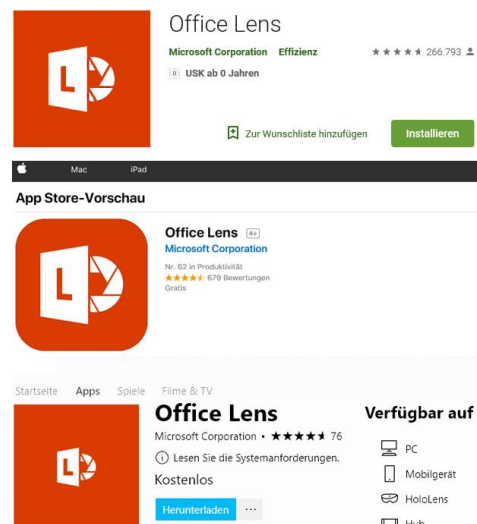 Office Lens
Microsoft Corporation Effizienz 266.793
0 USK ab 0 Jahren
Zur Wunschliste hinzufügen Installieren
Mac iPad
App Store-Vorschau
Office Lens 4+
Microsoft Corporation
Nr. 62 in Produktivität
679 Bewertungen
Gratis
Startseite Apps Spiele Filme & TV
Office Lens
Microsoft Corporation • 76
Lesen Sie die Systemanforderungen.
Kostenlos
Herunterladen ...
Verfügbar auf
PC
Mobilgerät
HoloLens
Hub
L
L
L